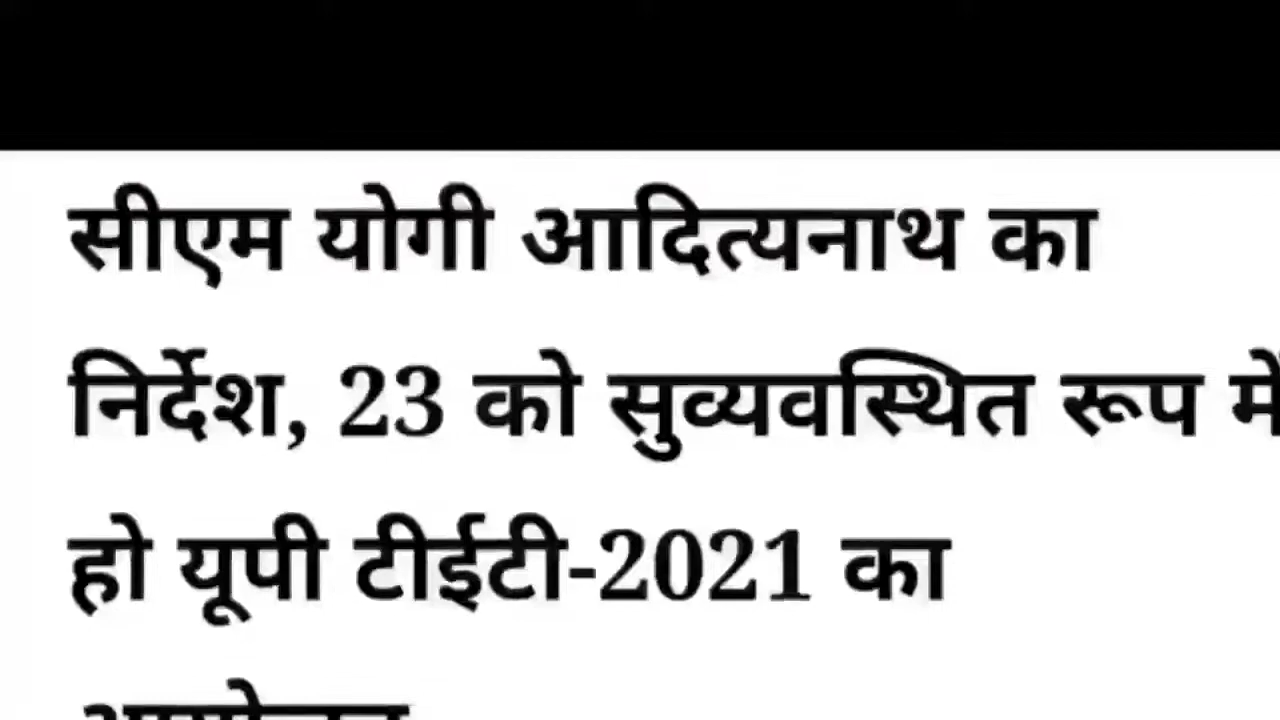 सीएम योगी आदित्यनाथ का
निर्देश, 23 को सुव्यवस्थित रूप में
हो यूपी टीईटी-2021 का